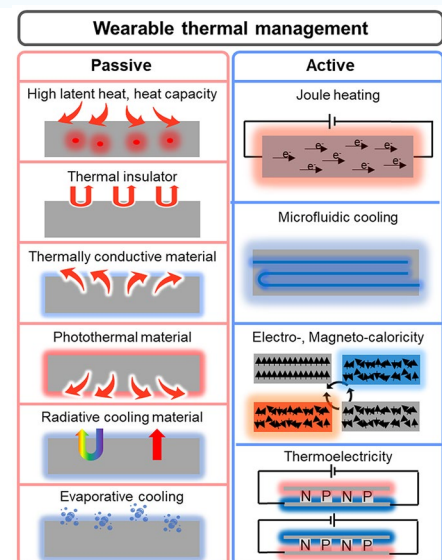 Wearable thermal management
Passive
High latent heat, heat capacity
Thermal insulator
Thermally conductive material
Photothermal material
Radiative cooling material
Evaporative cooling
Active
Joule heating
e⁻ e⁻ e⁻
e⁻ e⁻ e⁻
e⁻ e⁻
Microfluidic cooling
Electro-, Magneto-caloricity
Thermoelectricity
N P N P
N P N P